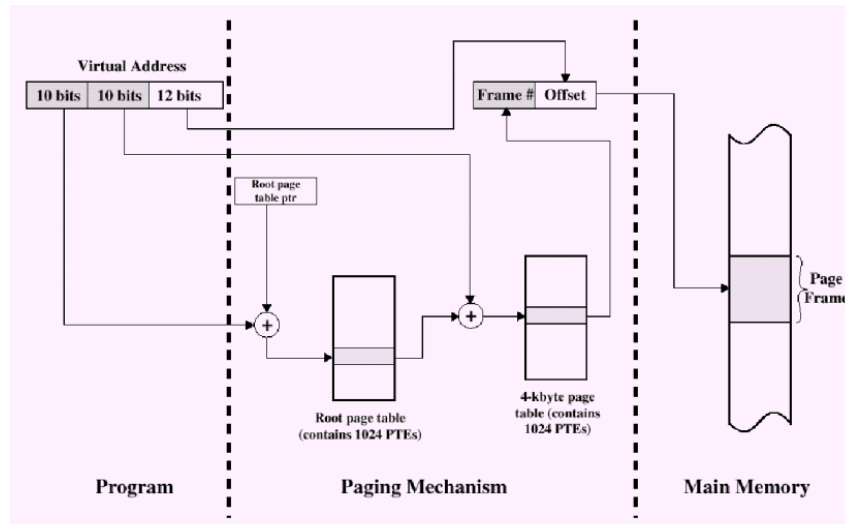 Virtual Address
10 bits 10 bits 12 bits
Frame # Offset
Root page
table ptr
+
+
Page
Frame
Root page table
(contains 1024 PTEs)
4-kbyte page
table (contains
1024 PTEs)
Program
Paging Mechanism
Main Memory